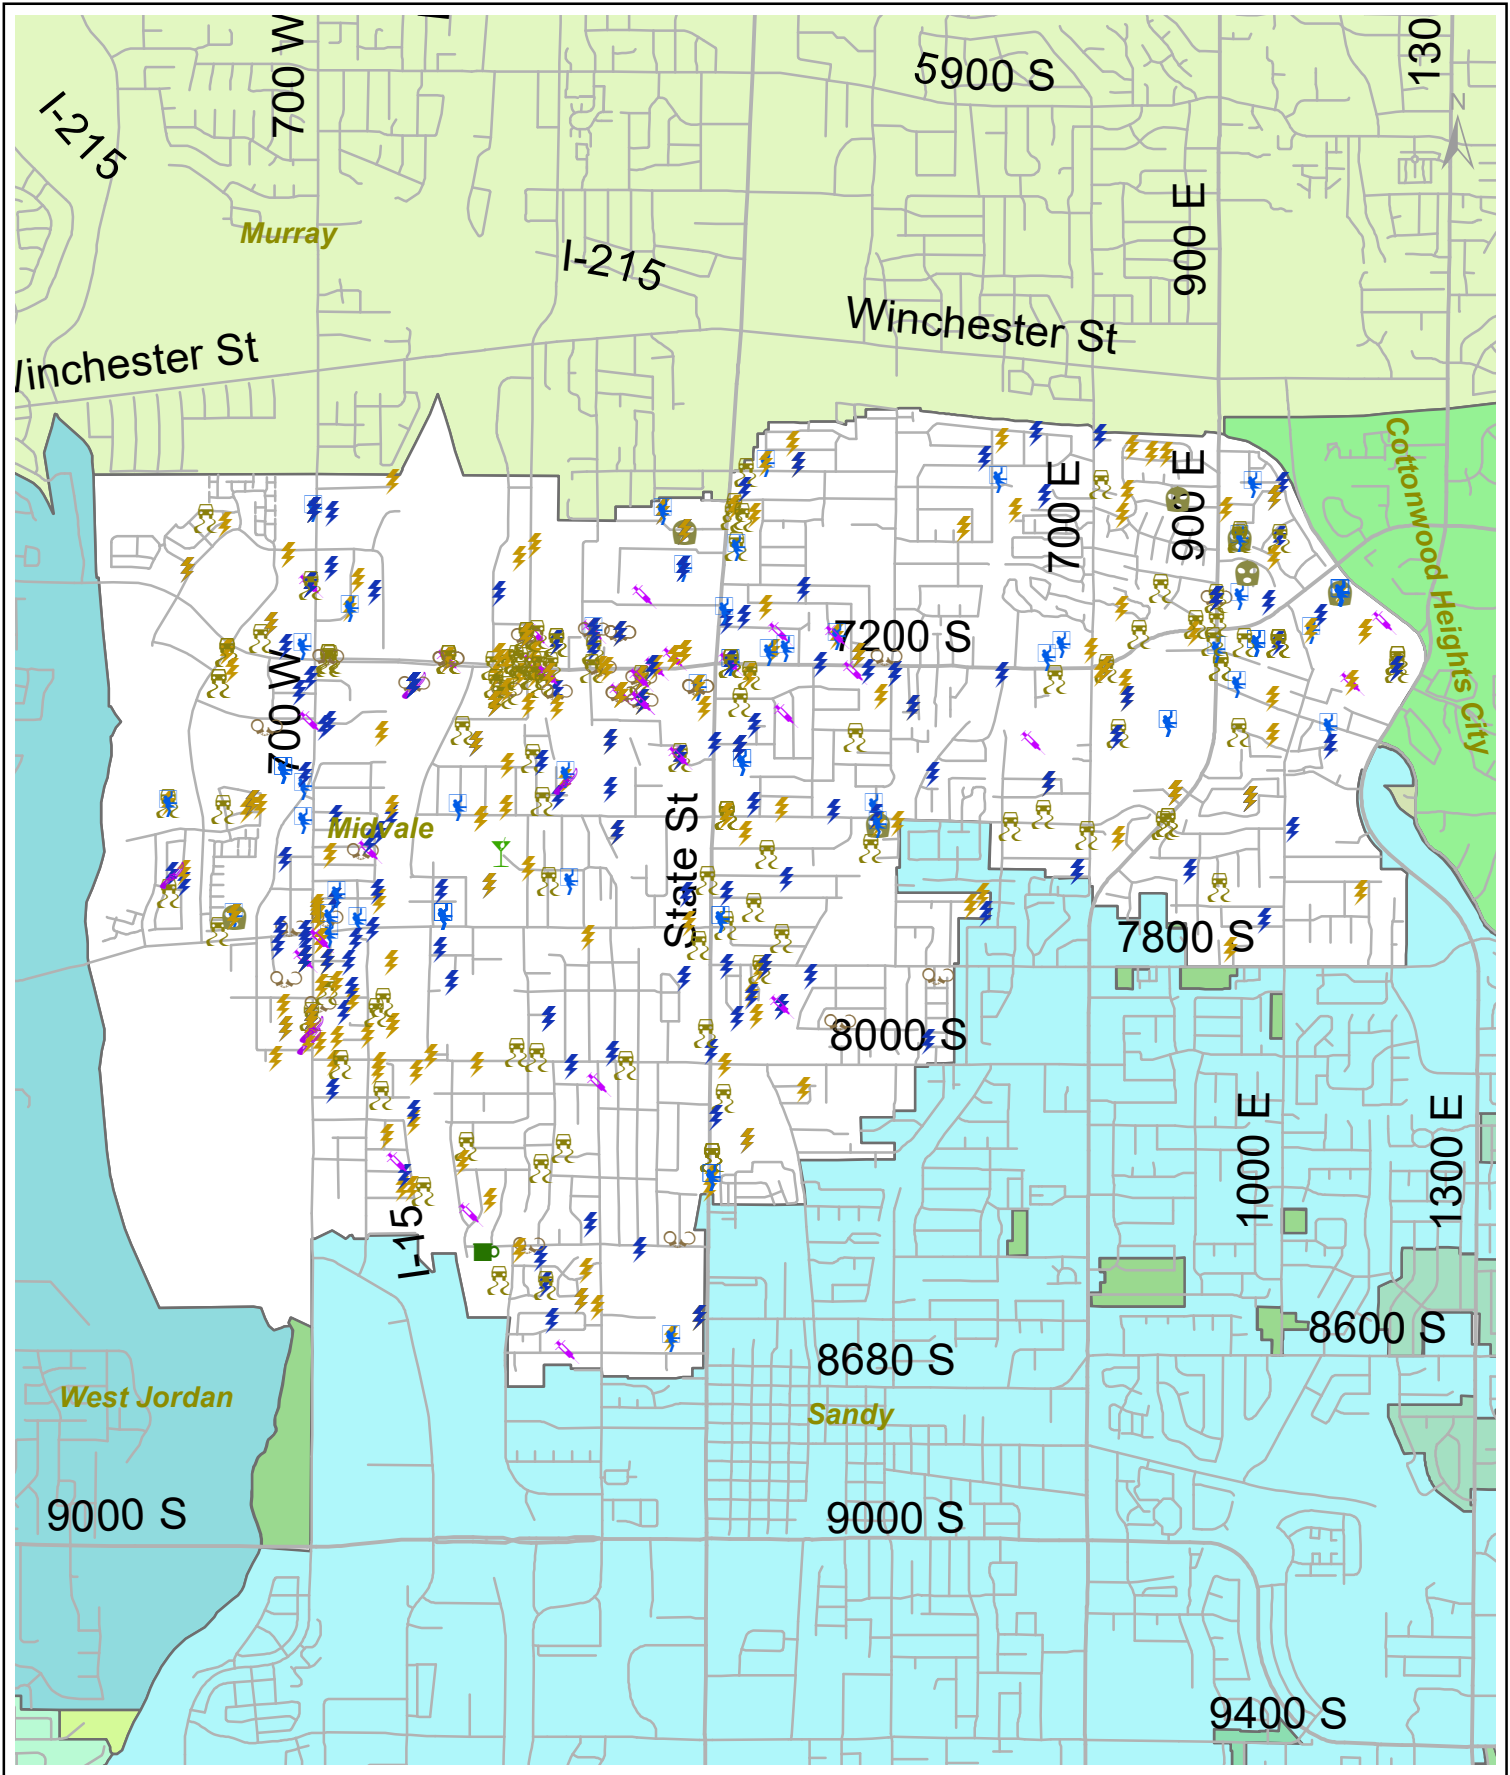 700 W
5900 S
130
I-215
N
Murray
900 E
I-215
Winchester St
/inchester St
Cottonwood Heights City
700 E
900 E
7200 S
700 W
Midvale
State St
7800 S
8000 S
1000 E
1300 E
I-15
8600 S
8680 S
West Jordan
Sandy
9000 S
9000 S
9400 S